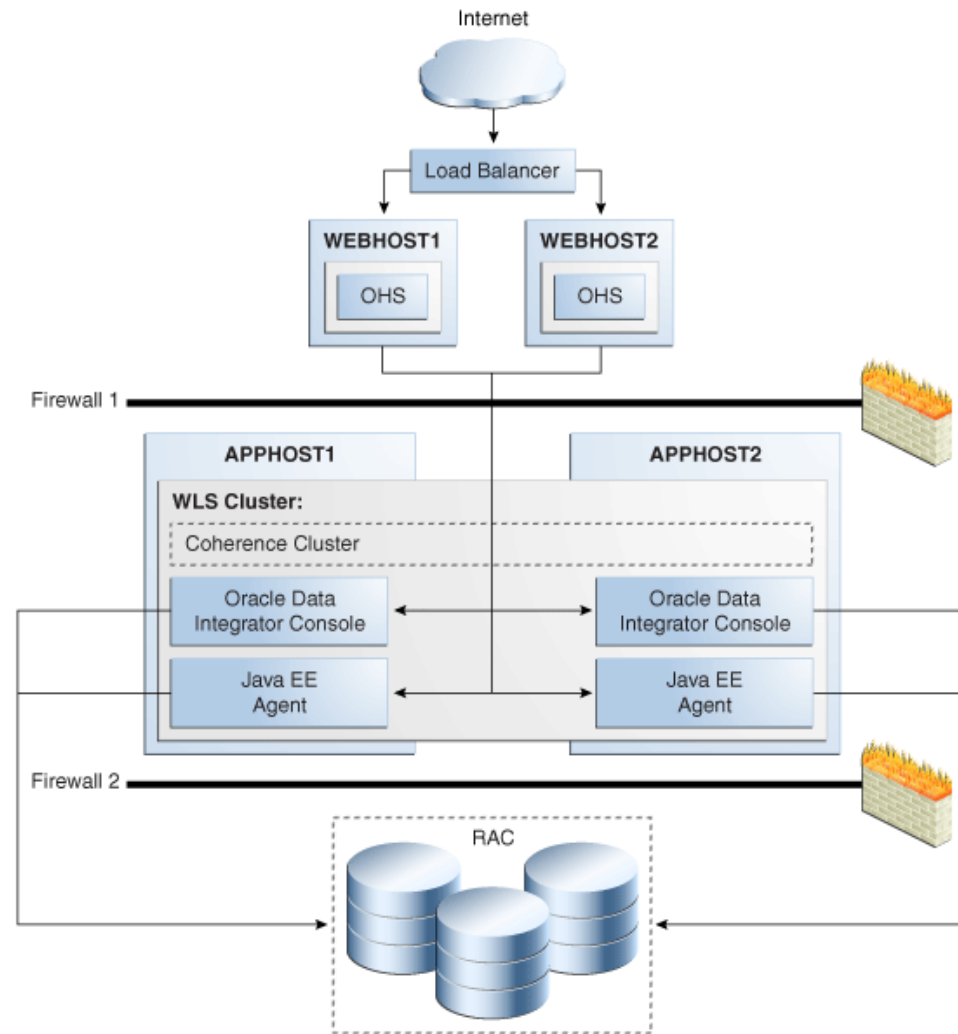 Internet
Load Balancer
WEBHOST1
WEBHOST2
OHS
OHS
Firewall 1
APPHOST1
APPHOST2
WLS Cluster:
Coherence Cluster
Oracle Data
Integrator Console
Oracle Data
Integrator Console
Java EE
Agent
Java EE
Agent
Firewall 2
RAC